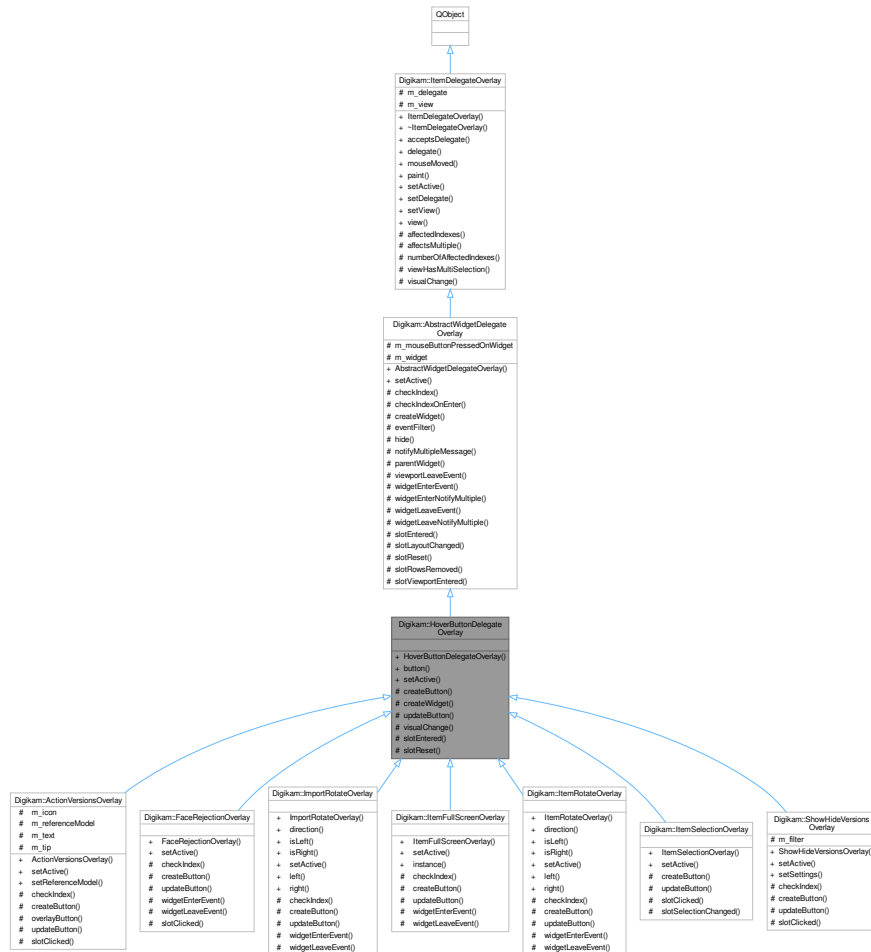 QObject
Digikam::ItemDelegateOverlay
# m_delegate
# m_view
+ ItemDelegateOverlay()
+ ~ItemDelegateOverlay()
+ acceptsDelegate()
+ delegate()
+ mouseMoved()
+ paint()
+ setActive()
+ setDelegate()
+ setView()
+ view()
# affectedIndexes()
# affectsMultiple()
# numberOfAffectedIndexes()
# viewHasMultiSelection()
# visualChange()
Digikam::AbstractWidgetDelegate
Overlay
# m_mouseButtonPressedOnWidget
# m_widget
+ AbstractWidgetDelegateOverlay()
+ setActive()
# checkIndex()
# checkIndexOnEnter()
# createWidget()
# eventFilter()
# hide()
# notifyMultipleMessage()
# parentWidget()
# viewportLeaveEvent()
# widgetEnterEvent()
# widgetEnterNotifyMultiple()
# widgetLeaveEvent()
# widgetLeaveNotifyMultiple()
# slotEntered()
# slotLayoutChanged()
# slotReset()
# slotRowsRemoved()
# slotViewportEntered()
Digikam::HoverButtonDelegate
Overlay
+ HoverButtonDelegateOverlay()
+ button()
+ setActive()
# createButton()
# createWidget()
# updateButton()
# visualChange()
# slotEntered()
# slotReset()
Digikam::ActionVersionsOverlay
# m_icon
# m_referenceModel
# m_text
# m_tip
+ ActionVersionsOverlay()
+ setActive()
+ setReferenceModel()
# checkIndex()
# createButton()
# overlayButton()
# updateButton()
# slotClicked()
Digikam::FaceRejectionOverlay
+ FaceRejectionOverlay()
+ setActive()
# checkIndex()
# createButton()
# updateButton()
# widgetEnterEvent()
# widgetLeaveEvent()
# slotClicked()
Digikam::ImportRotateOverlay
+ ImportRotateOverlay()
+ direction()
+ isLeft()
+ isRight()
+ setActive()
+ left()
+ right()
# checkIndex()
# createButton()
# updateButton()
# widgetEnterEvent()
# widgetLeaveEvent()
Digikam::ItemFullScreenOverlay
+ ItemFullScreenOverlay()
+ setActive()
+ instance()
# checkIndex()
# createButton()
# updateButton()
# widgetEnterEvent()
# widgetLeaveEvent()
Digikam::ItemRotateOverlay
+ ItemRotateOverlay()
+ direction()
+ isLeft()
+ isRight()
+ setActive()
+ left()
+ right()
# checkIndex()
# createButton()
# updateButton()
# widgetEnterEvent()
# widgetLeaveEvent()
Digikam::ItemSelectionOverlay
+ ItemSelectionOverlay()
+ setActive()
# createButton()
# updateButton()
# slotClicked()
# slotSelectionChanged()
Digikam::ShowHideVersions
Overlay
# m_filter
+ ShowHideVersionsOverlay()
+ setActive()
+ setSettings()
# checkIndex()
# createButton()
# updateButton()
# slotClicked()